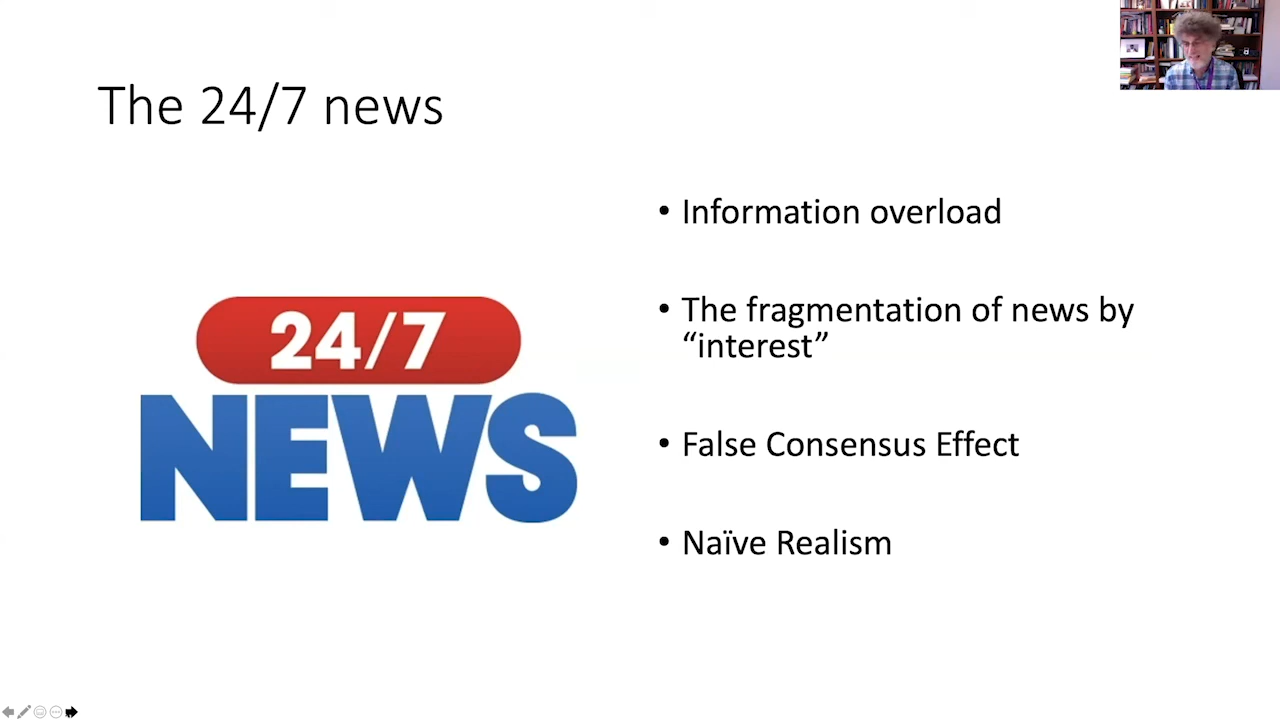 The 24/7 news
24/7
NEWS
• Information overload
• The fragmentation of news by
“interest”
• False Consensus Effect
• Naïve Realism